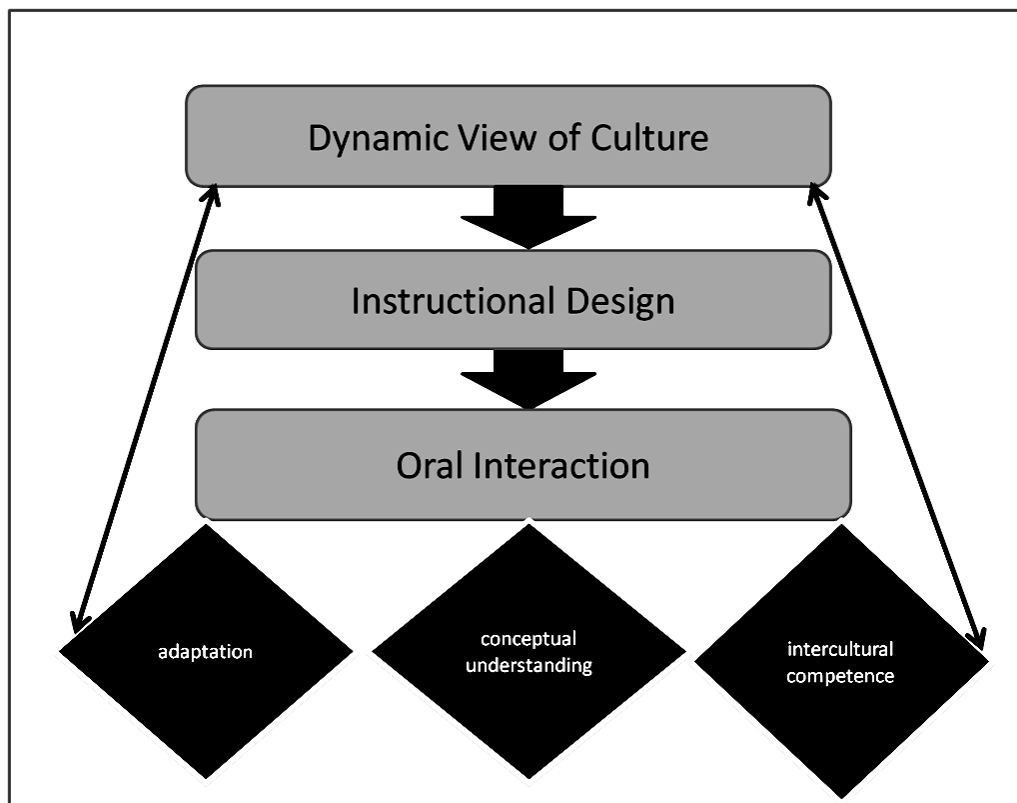 Dynamic View of Culture
Instructional Design
Oral Interaction
adaptation
conceptual
understanding
intercultural
competence